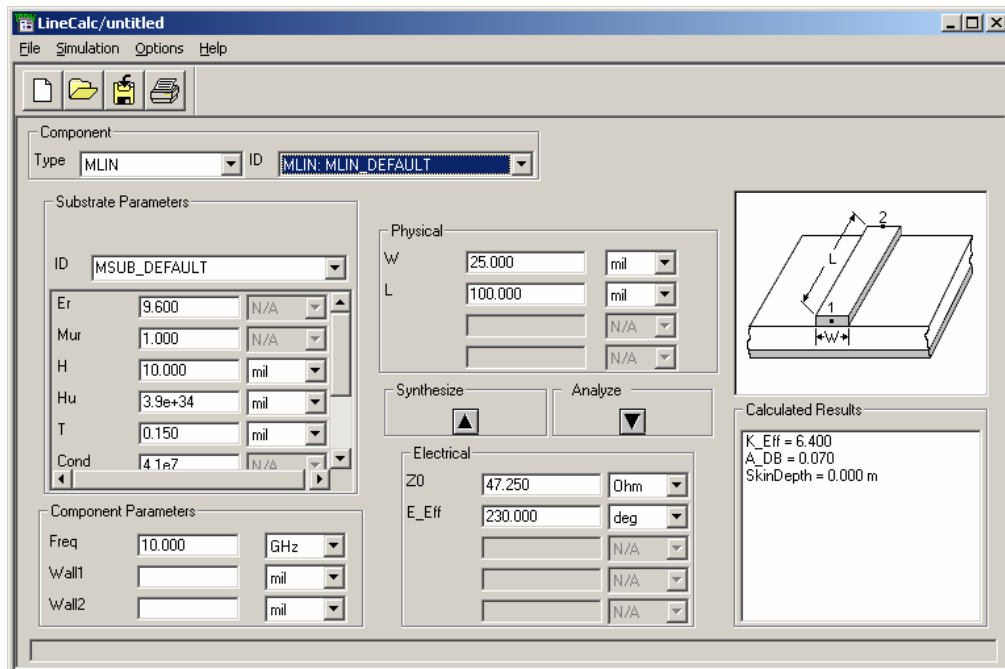 LineCalc/untitled
File Simulation Options Help
Component
Type MLIN ID MLIN: MLIN_DEFAULT
Substrate Parameters
ID MSUB_DEFAULT
Er 9.600 N/A
Mur 1.000 N/A
H 10.000 mil
Hu 3.9e+34 mil
T 0.150 mil
Cond 4.1e7 N/A
Component Parameters
Freq 10.000 GHz
Wall1 mil
Wall2 mil
Physical
W 25.000 mil
L 100.000 mil
N/A
N/A
Synthesize Analyze
Electrical
Z0 47.250 Ohm
E_Eff 230.000 deg
N/A
N/A
N/A
2
L
1
W
Calculated Results
K_Eff = 6.400
A_DB = 0.070
SkinDepth = 0.000 m